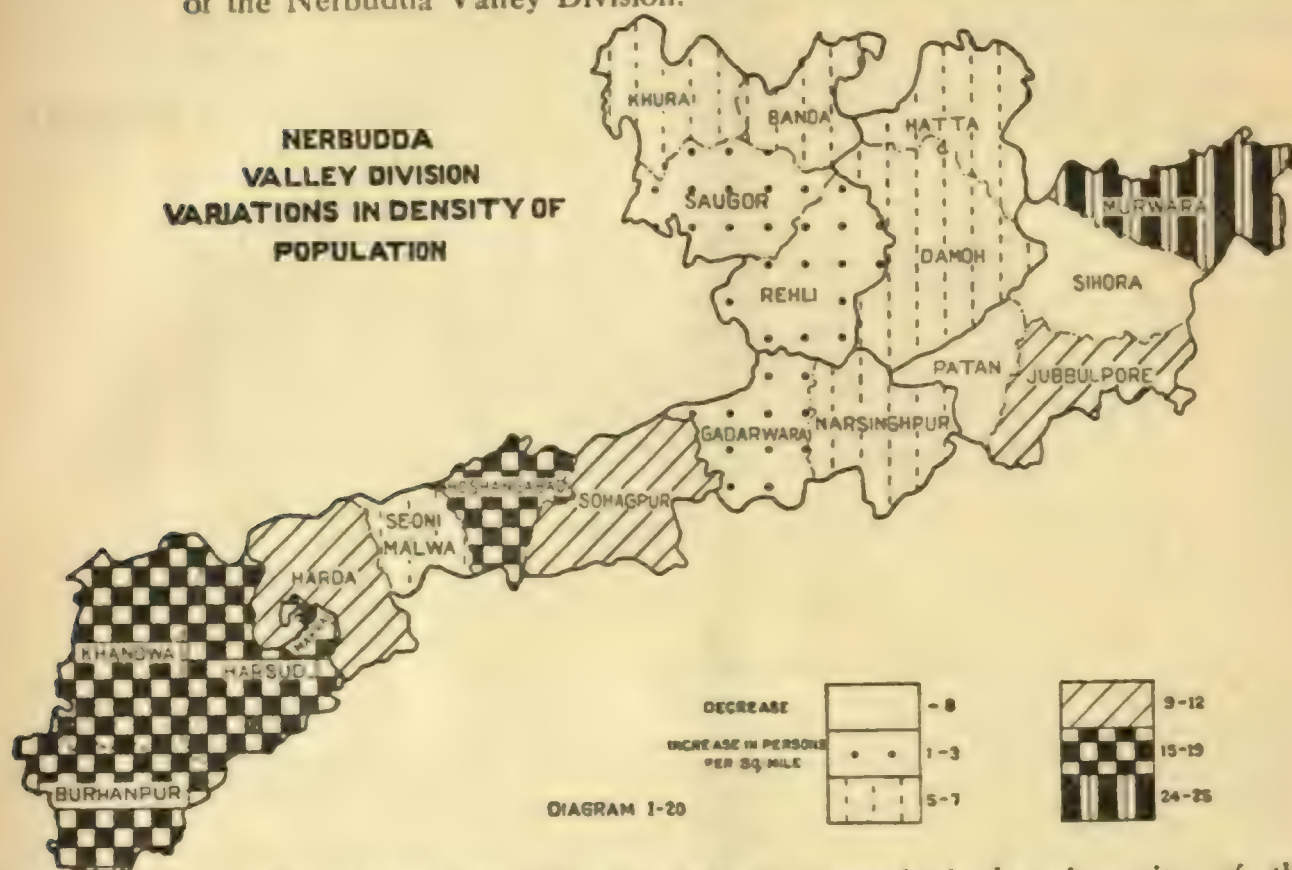 of the Nerbudda Valley Division.
NERBUDDA
VALLEY DIVISION
VARIATIONS IN DENSITY OF
POPULATION
KHURAI
BANDA
HATTA
MURWARA
SAUGOR
DAMOH
SIHORA
REHLI
PATAN
JUBBULPORE
GADARWARA
NARSINGHPUR
HOSHANGABAD
SOHAGPUR
SEONI
MALWA
HARDA
KHANDWA
HARSUD
BURHANPUR
DECREASE
-8
9-12
INCREASE IN PERSONS
PER SQ. MILE
1-3
15-19
5-7
24-25
DIAGRAM 1-20